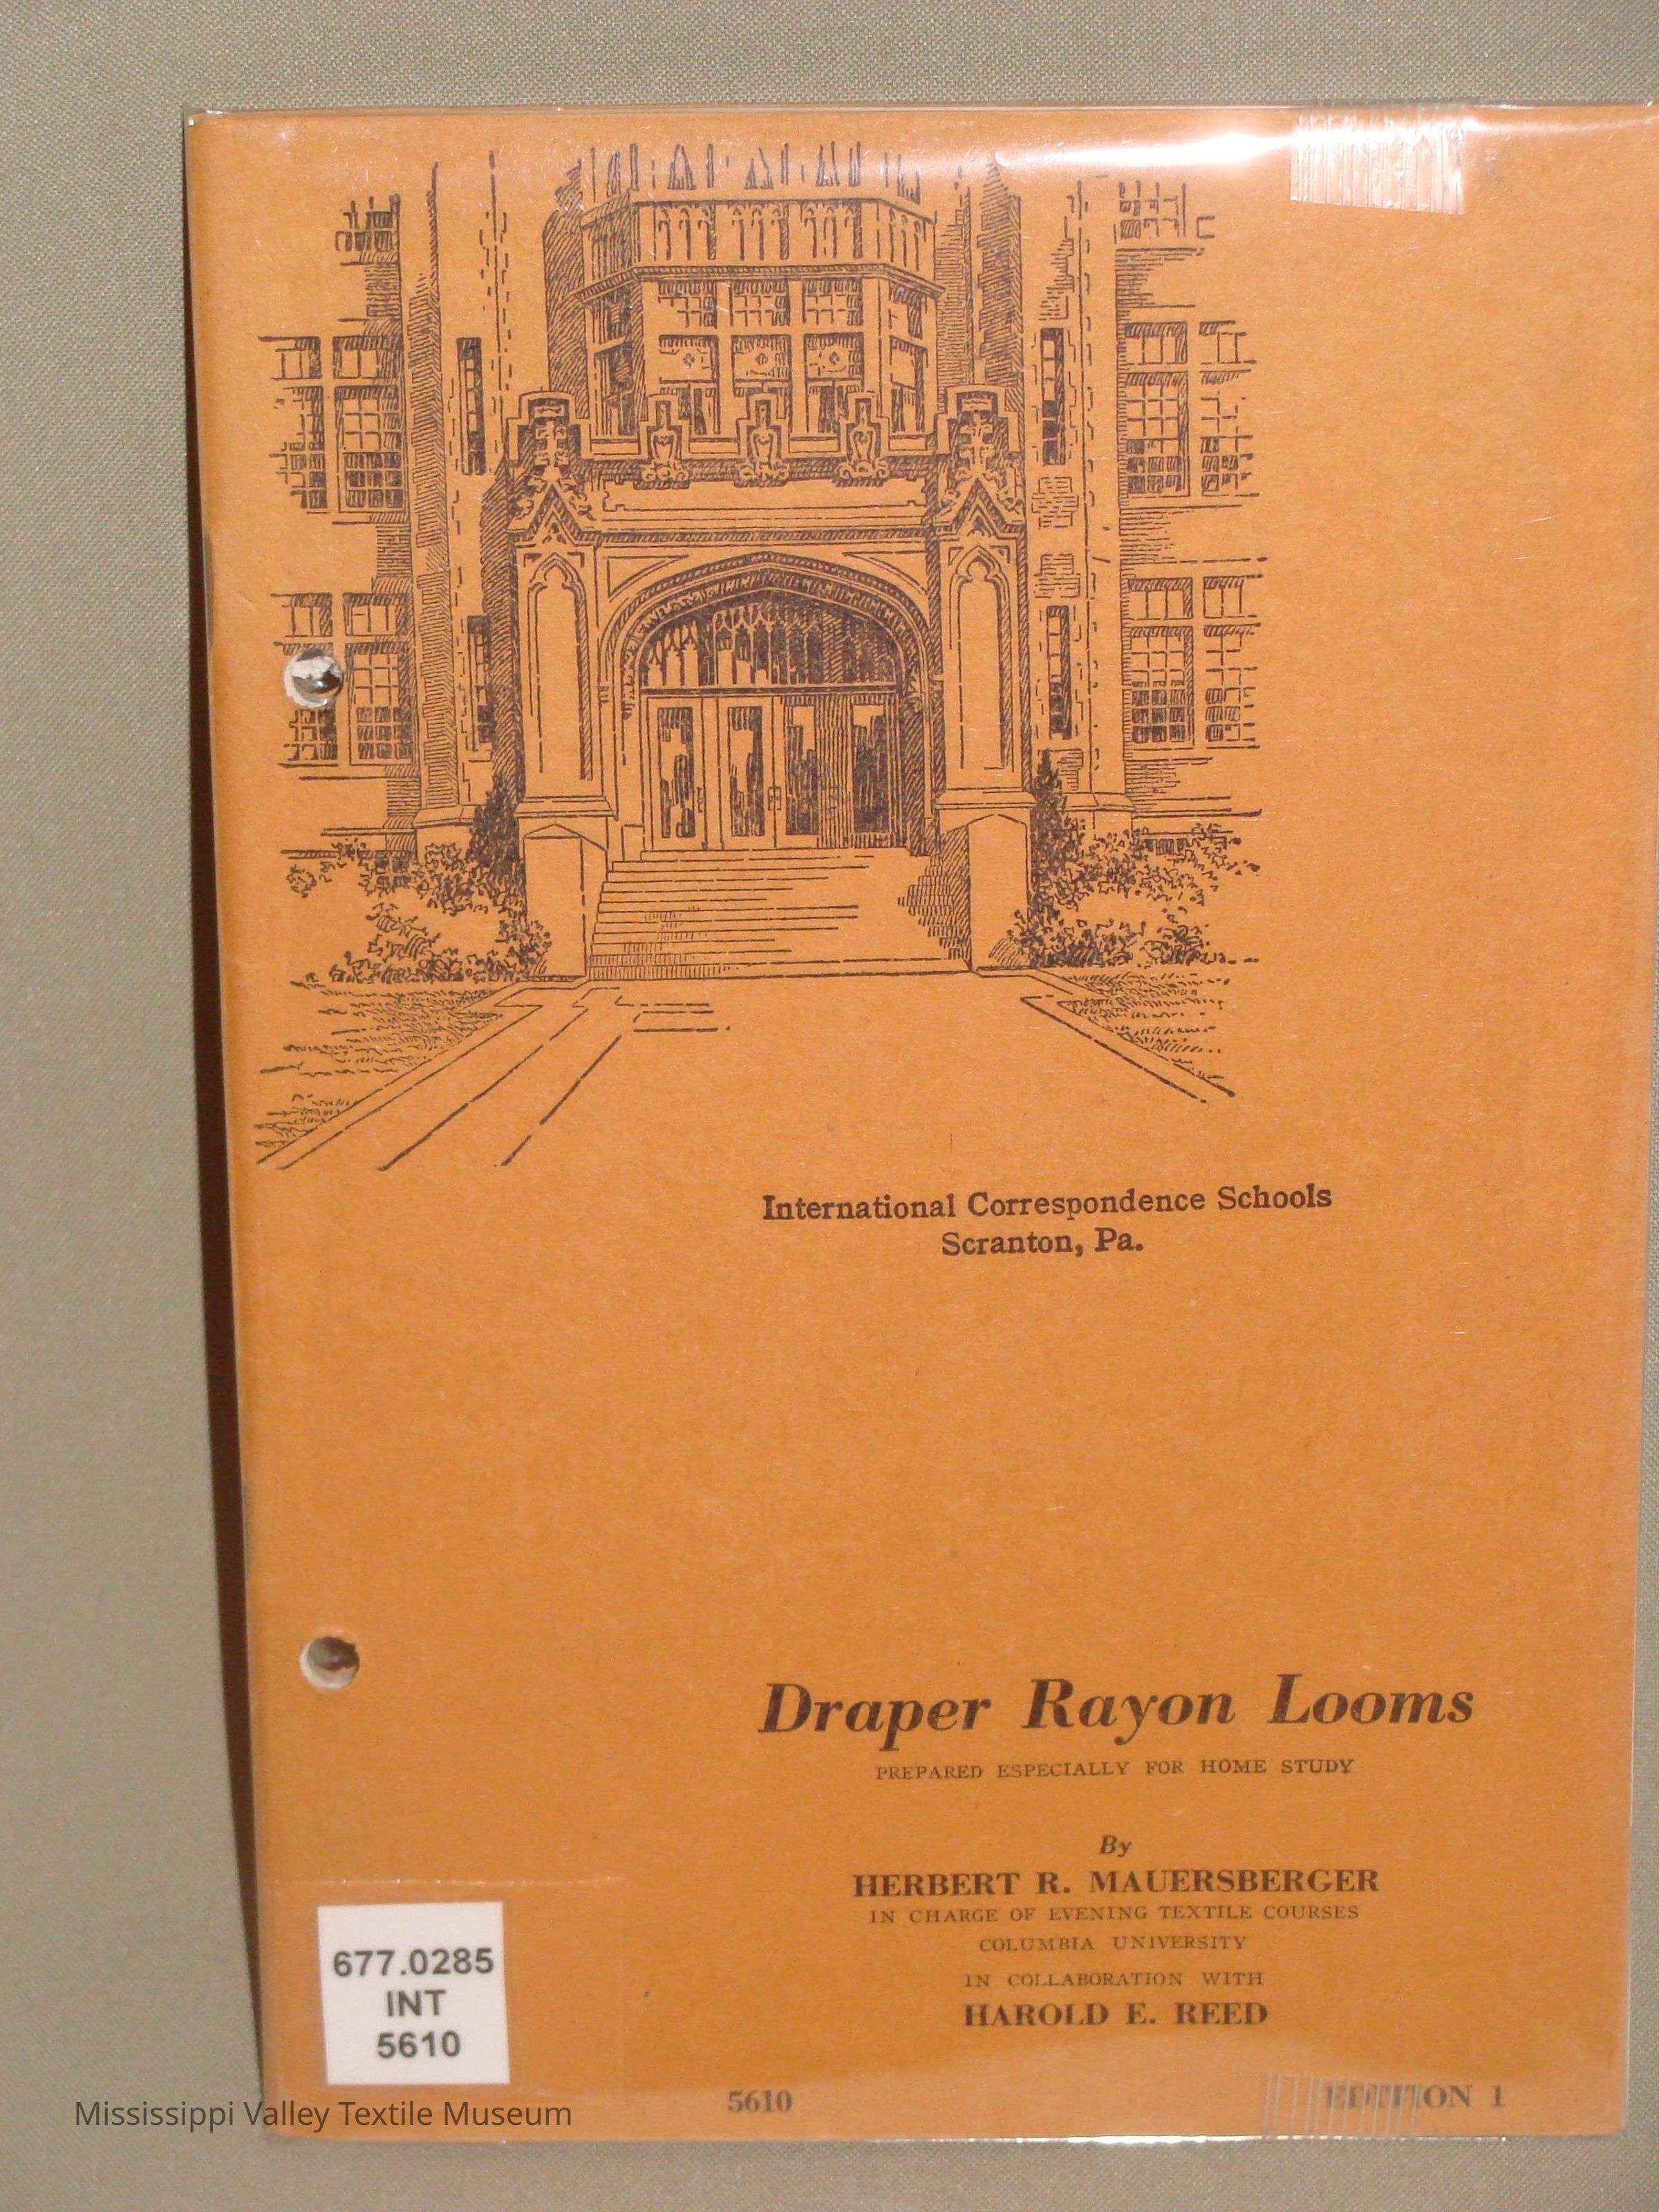 International Correspondence Schools
Scranton, Pa.
Draper Rayon Looms
PREPARED ESPECIALLY FOR HOME STUDY
By
HERBERT R. MAUERSBERGER
IN CHARGE OF EVENING TEXTILE COURSES
COLUMBIA UNIVERSITY
IN COLLABORATION WITH
HAROLD E. REED
677.0285
INT
5610
5610 EDITION 1
Mississippi Valley Textile Museum